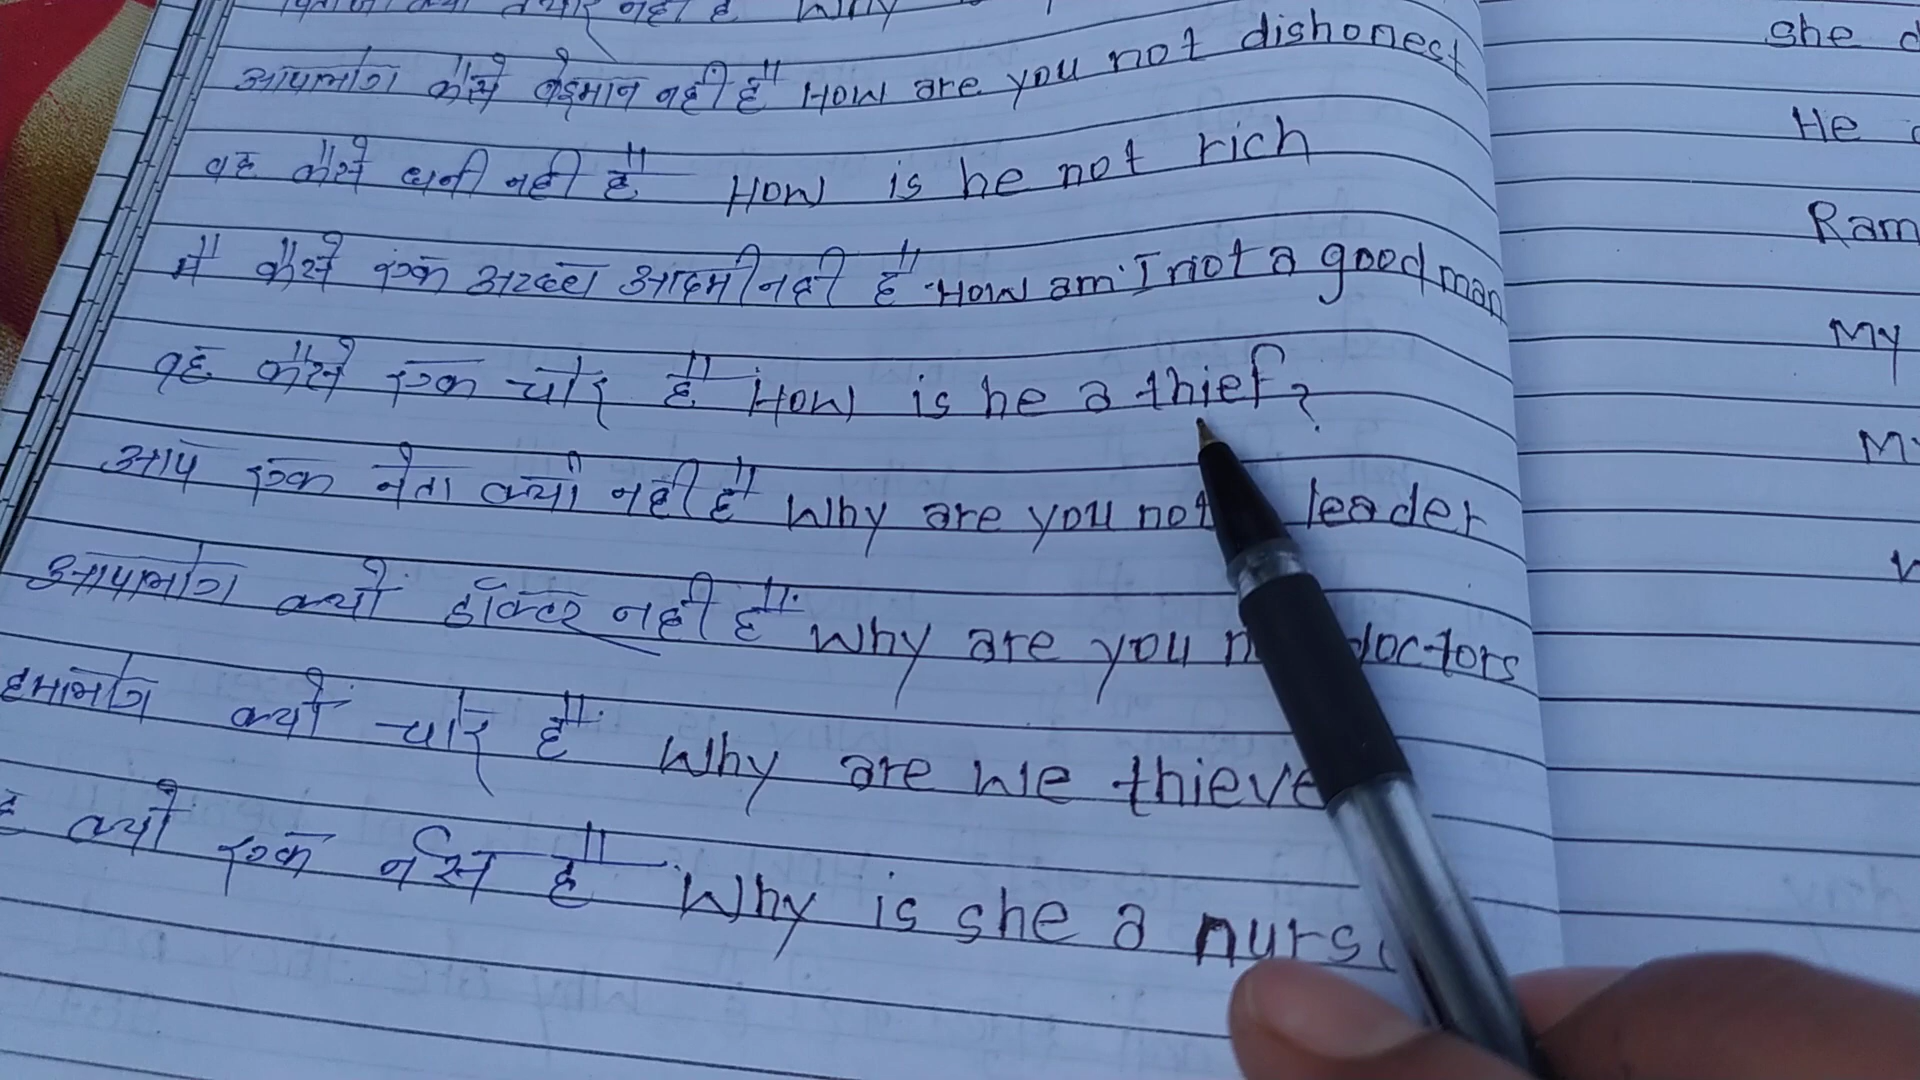 नही है Why
आपलोग कैसे बेइमान नही हैं How are you not dishonest
वह कैसे धनी नही है How is he not rich
मैं कैसे एक अच्छा आदमी नही हैं How am I not a good man
वह कैसे एक चोर है How is he a thief?
आप एक नेता क्यों नही हैं Why are you not leader
आपलोग क्यों डॉक्टर नही हैं Why are you doctors
हमलोग क्यों चोर हैं Why are we
क्यों एक नर्स है Why is she a
She
He
Ram
My